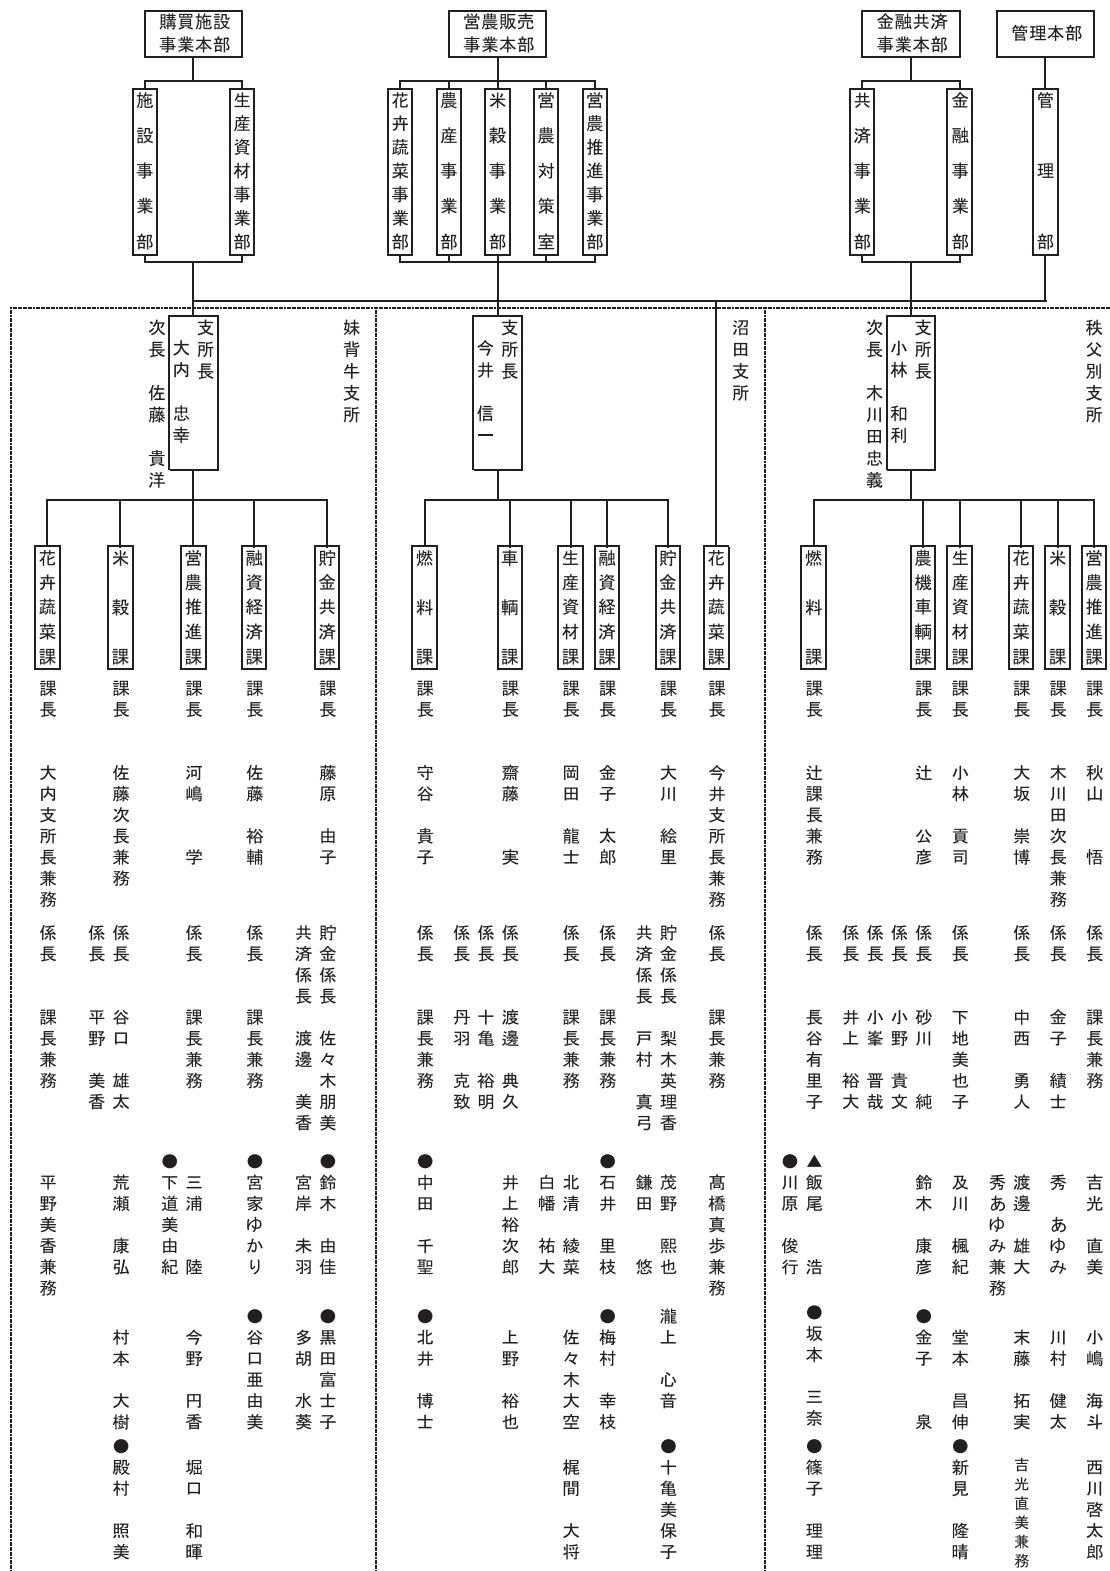 管理本部
金融共済
事業本部
営農販売
事業本部
購買施設
事業本部
管理部
金融事業部
共済事業部
営農推進事業部
営農対策室
米穀事業部
農産事業部
花卉蔬菜事業部
生産資材事業部
施設事業部
秩父別支所
支所長
小林 和利
次長 木川田忠義
営農推進課
課長 秋山 悟
係長 課長兼務
吉光 直美
小嶋 海斗
西川啓太郎
米穀課
課長 木川田次長兼務
係長 金子 績士
秀 あゆみ
川村 健太
花卉蔬菜課
課長 大坂 崇博
係長 中西 勇人
渡邊 雄大
秀あゆみ兼務
末藤 拓実
吉光直美兼務
生産資材課
課長 小林 貢司
係長 下地美也子
及川 楓紀
堂本 昌伸
●新見 隆晴
農機車輌課
課長 辻 公彦
係長 砂川 純
係長 小野 貴文
係長 小峯 晋哉
係長 井上 裕大
鈴木 康彦
●金子 泉
燃料課
課長 辻課長兼務
係長 長谷有里子
▲飯尾 浩
●川原 俊行
●坂本 三奈
●篠子 理理
沼田支所
支所長
今井 信一
花卉蔬菜課
課長 今井支所長兼務
係長 課長兼務
髙橋真歩兼務
貯金共済課
課長 大川 絵里
貯金係長 梨木英理香
共済係長 戸村 真弓
茂野 熙也
鎌田 悠
瀧上 心音
●十亀美保子
融資経済課
課長 金子 太郎
係長 課長兼務
●石井 里枝
●梅村 幸枝
生産資材課
課長 岡田 龍士
係長 課長兼務
北清 綾菜
白幡 祐大
佐々木大空
梶間 大将
車輌課
課長 齋藤 実
係長 渡邊 典久
係長 十亀 裕明
係長 丹羽 克致
井上裕次郎
上野 裕也
燃料課
課長 守谷 貴子
係長 課長兼務
●中田 千聖
●北井 博士
妹背牛支所
支所長
大内 忠幸
次長 佐藤 貴洋
貯金共済課
課長 藤原 由子
貯金係長 佐々木朋美
共済係長 渡邊 美香
●鈴木 由佳
宮岸 未羽
●黒田富士子
多胡 水葵
融資経済課
課長 佐藤 裕輔
係長 課長兼務
●宮家ゆかり
●谷口亜由美
営農推進課
課長 河嶋 学
係長 課長兼務
三浦 陸
●下道美由紀
今野 円香
堀口 和暉
米穀課
課長 佐藤次長兼務
係長 谷口 雄太
係長 平野 美香
荒瀬 康弘
村本 大樹
●殿村 照美
花卉蔬菜課
課長 大内支所長兼務
係長 課長兼務
平野美香兼務